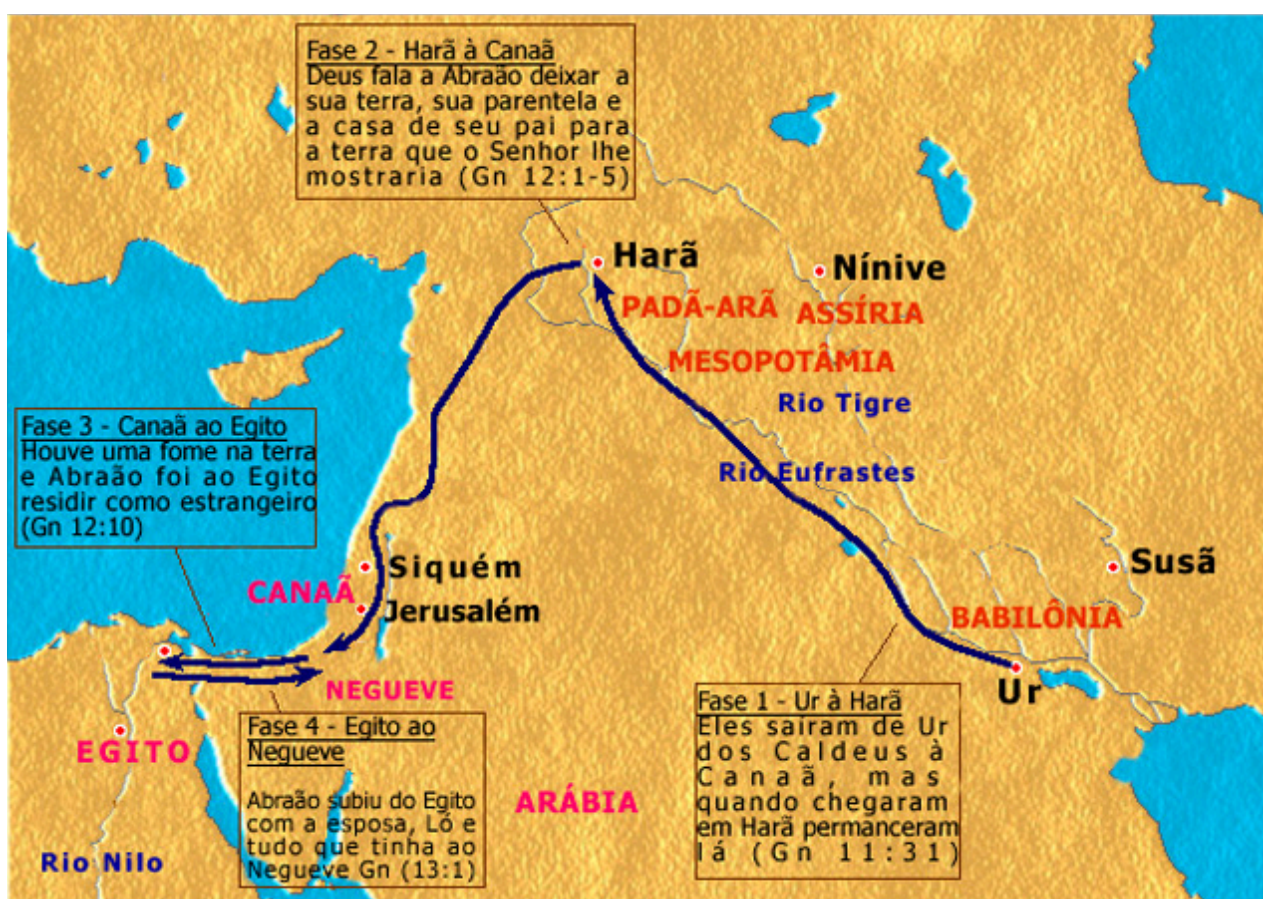 Fase 2 - Harã à Canaã
Deus fala a Abraão deixar a
sua terra, sua parentela e
a casa de seu pai para
a terra que o Senhor lhe
mostraria (Gn 12:1-5)
Harã
Nínive
PADÃ-ARÃ
ASSÍRIA
MESOPOTÂMIA
Rio Tigre
Rio Eufrastes
Fase 3 - Canaã ao Egito
Houve uma fome na terra
e Abraão foi ao Egito
residir como estrangeiro
(Gn 12:10)
Siquém
CANAÃ
Jerusalém
Susã
BABILÔNIA
Ur
NEGUEVE
EGITO
Fase 4 - Egito ao
Negueve
Abraão subiu do Egito
com a esposa, Ló e
tudo que tinha ao
Negueve Gn (13:1)
ARÁBIA
Fase 1 - Ur à Harã
Eles saíram de Ur
dos Caldeus à
Canaã, mas
quando chegaram
em Harã permanceram
lá (Gn 11:31)
Rio Nilo